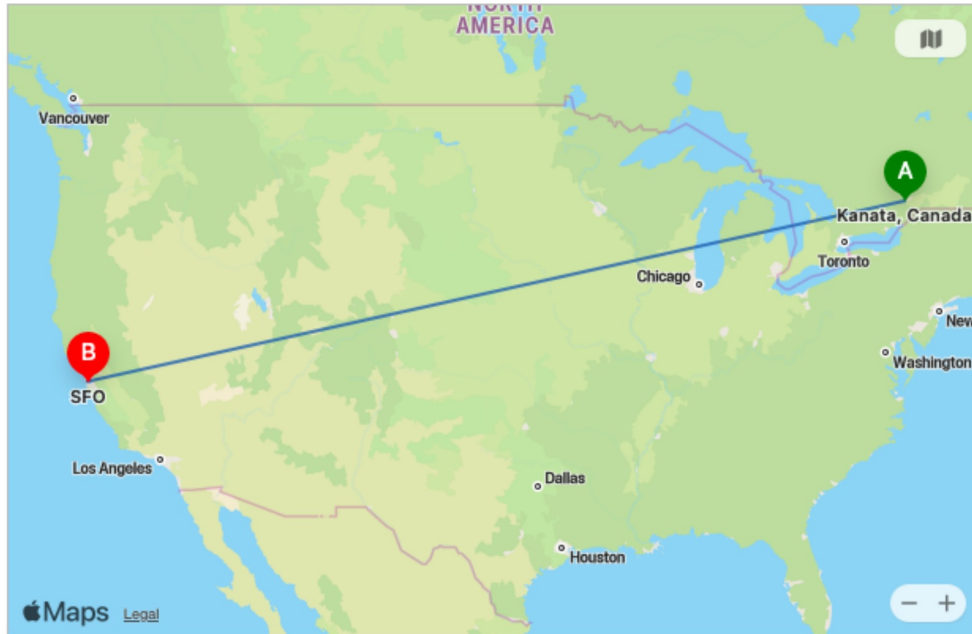 NORTH
AMERICA
Vancouver
A
Kanata, Canada
Toronto
Chicago
New
Washington
B
SFO
Los Angeles
Dallas
Houston
Maps
Legal